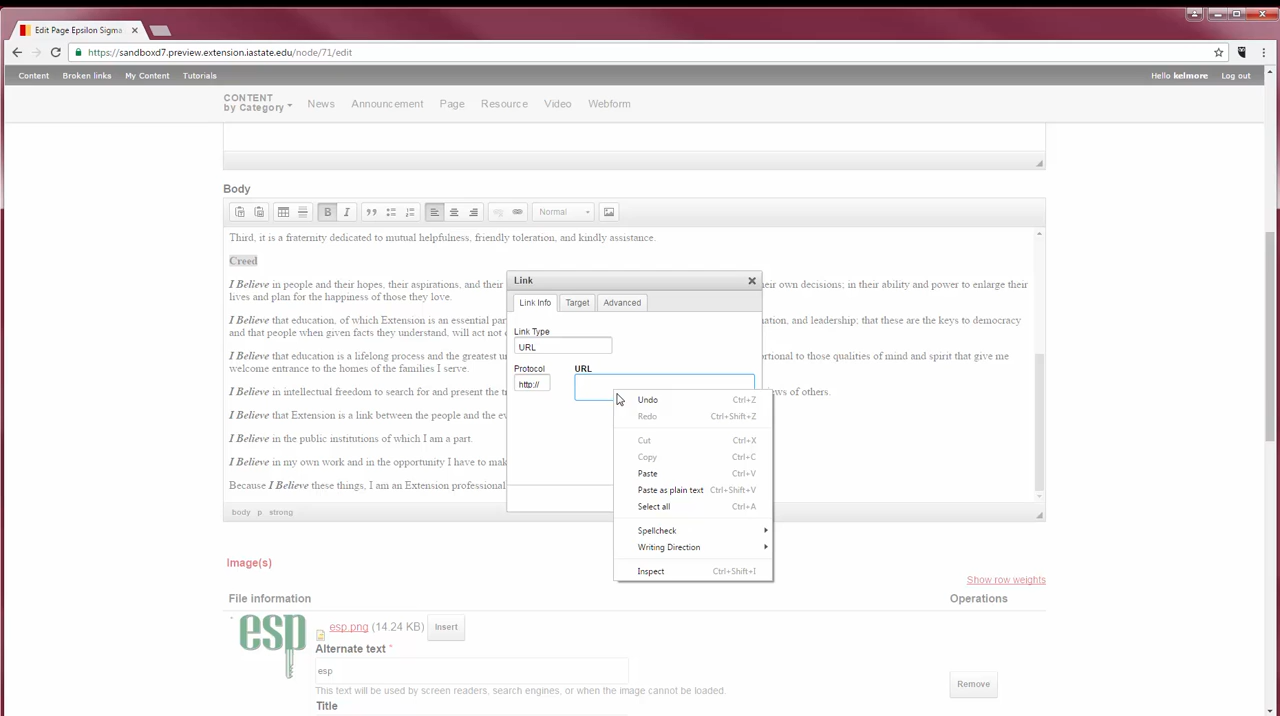 Edit Page Epsilon Sigma
https://sandboxd7.preview.extension.iastate.edu/node/71/edit
Content Broken links My Content Tutorials Hello kelmore Log out
CONTENT
by Category News Announcement Page Resource Video Webform
Body
Normal
Third, it is a fraternity dedicated to mutual helpfulness, friendly toleration, and kindly assistance.
Creed
I Believe in people and their hopes, their aspirations, and their their own decisions; in their ability and power to enlarge their
lives and plan for the happiness of those they love.
I Believe that education, of which Extension is an essential par nation, and leadership; that these are the keys to democracy
and that people when given facts they understand, will act not
I Believe that education is a lifelong process and the greatest u ortional to those qualities of mind and spirit that give me
welcome entrance to the homes of the families I serve.
I Believe in intellectual freedom to search for and present the tr iews of others.
I Believe that Extension is a link between the people and the ev
I Believe in the public institutions of which I am a part.
I Believe in my own work and in the opportunity I have to mak
Because I Believe these things, I am an Extension professional
body p strong
Link
Link Info Target Advanced
Link Type
URL
Protocol URL
http://
Undo Ctrl+Z
Redo Ctrl+Shift+Z
Cut Ctrl+X
Copy Ctrl+C
Paste Ctrl+V
Paste as plain text Ctrl+Shift+V
Select all Ctrl+A
Spellcheck
Writing Direction
Inspect Ctrl+Shift+I
Image(s)
Show row weights
File information Operations
esp
esp.png (14.24 KB) Insert
Alternate text *
esp
Remove
This text will be used by screen readers, search engines, or when the image cannot be loaded.
Title